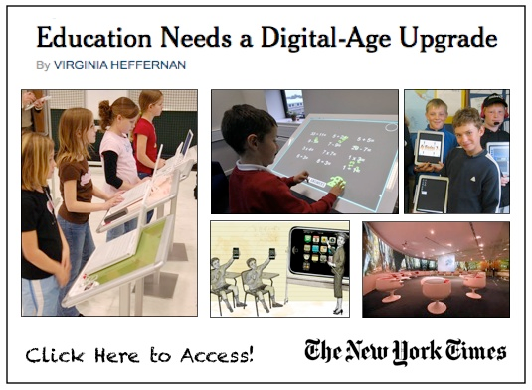 Education Needs a Digital-Age Upgrade
By VIRGINIA HEFFERNAN
Click Here to Access!
The New York Times